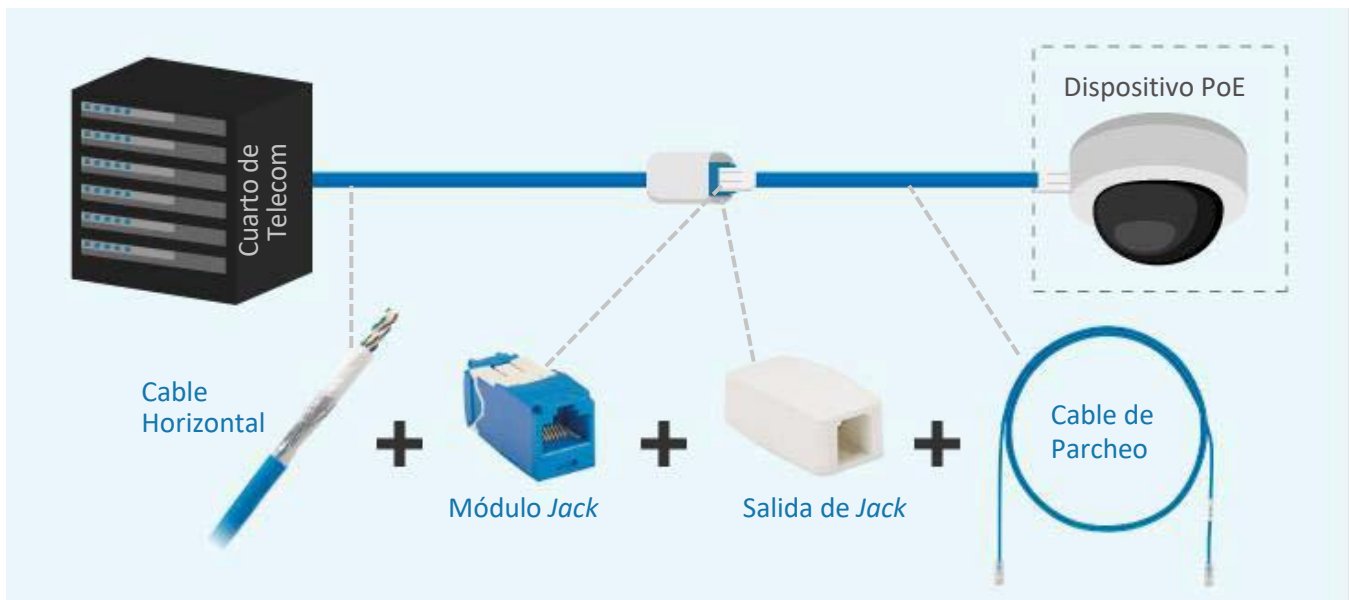 Dispositivo PoE
Cuarto de
Telecom
Cable
Horizontal
Módulo Jack
Salida de Jack
Cable de
Parcheo